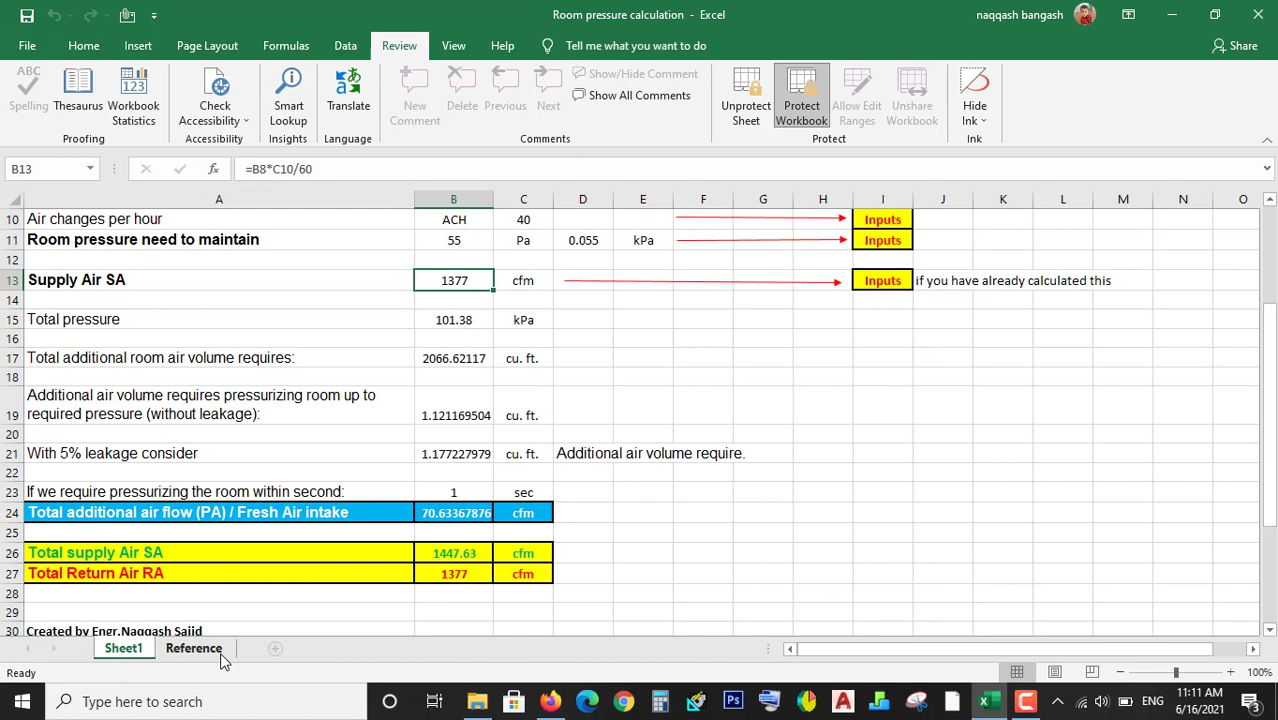 Room pressure calculation - Excel
naqqash bangash
File Home Insert Page Layout Formulas Data Review View Help Tell me what you want to do Share
ABC
Spelling
Thesaurus
123
Workbook Statistics
Proofing
Check Accessibility
Accessibility
Smart Lookup
Insights
Translate
Language
New Comment
Delete
Previous
Next
Show/Hide Comment
Show All Comments
Comments
Unprotect Sheet
Protect Workbook
Allow Edit Ranges
Unshare Workbook
Protect
Hide Ink
Ink
B13 fx =B8*C10/60
A B C D E F G H I J K L M N O
10 Air changes per hour ACH 40 Inputs
11 Room pressure need to maintain 55 Pa 0.055 kPa Inputs
12
13 Supply Air SA 1377 cfm Inputs if you have already calculated this
14
15 Total pressure 101.38 kPa
16
17 Total additional room air volume requires: 2066.62117 cu. ft.
18
Additional air volume requires pressurizing room up to
19 required pressure (without leakage): 1.121169504 cu. ft.
20
21 With 5% leakage consider 1.177227979 cu. ft. Additional air volume require.
22
23 If we require pressurizing the room within second: 1 sec
24 Total additional air flow (PA) / Fresh Air intake 70.63367876 cfm
25
26 Total supply Air SA 1447.63 cfm
27 Total Return Air RA 1377 cfm
28
29
30 Created by Engr.Naqqash Sajid
Sheet1 Reference
Ready 100%
Type here to search
Ps
A
X
C
ENG
11:11 AM
6/16/2021
3